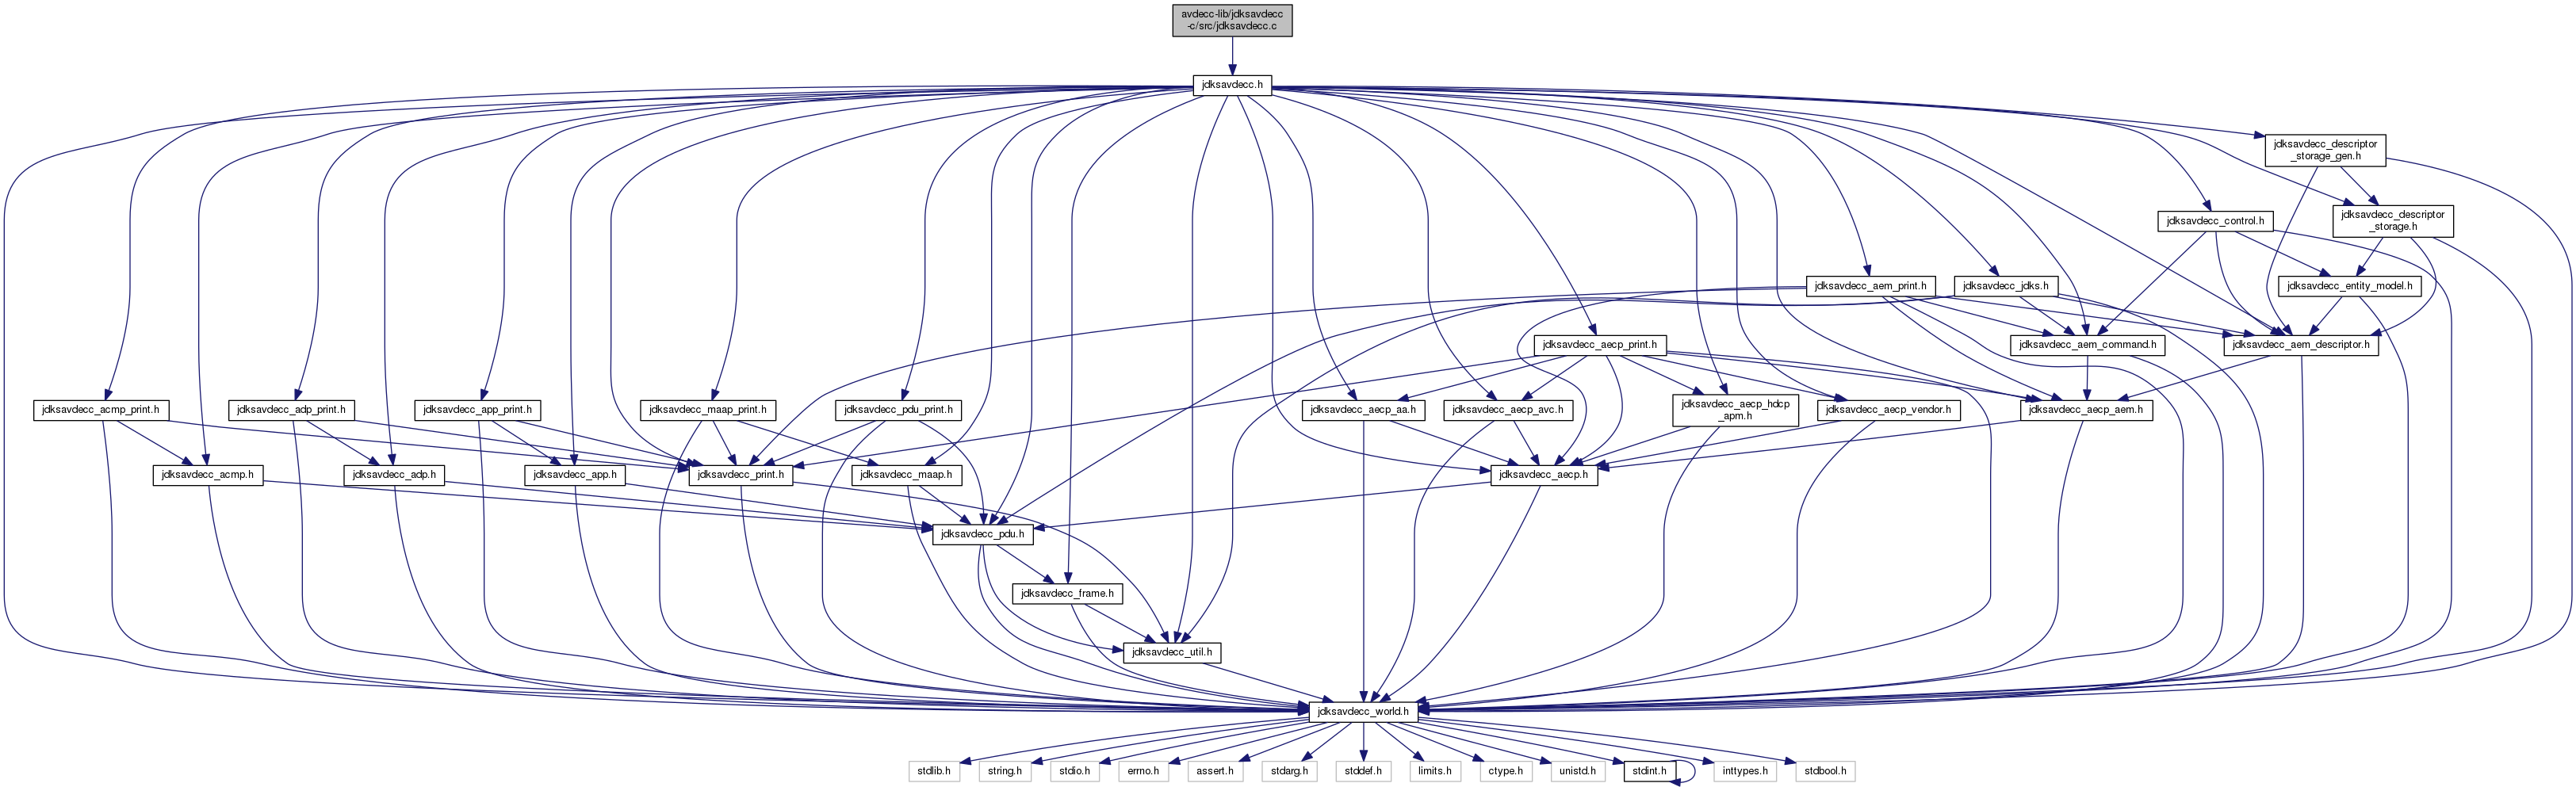 avdecc-lib/jdksavdecc
-c/src/jdksavdecc.c
jdksavdecc.h
jdksavdecc_descriptor
_storage_gen.h
jdksavdecc_control.h
jdksavdecc_descriptor
_storage.h
jdksavdecc_aem_print.h
jdksavdecc_jdks.h
jdksavdecc_entity_model.h
jdksavdecc_aecp_print.h
jdksavdecc_aem_command.h
jdksavdecc_aem_descriptor.h
jdksavdecc_acmp_print.h
jdksavdecc_adp_print.h
jdksavdecc_app_print.h
jdksavdecc_maap_print.h
jdksavdecc_pdu_print.h
jdksavdecc_aecp_aa.h
jdksavdecc_aecp_avc.h
jdksavdecc_aecp_hdcp
_apm.h
jdksavdecc_aecp_vendor.h
jdksavdecc_aecp_aem.h
jdksavdecc_acmp.h
jdksavdecc_adp.h
jdksavdecc_app.h
jdksavdecc_print.h
jdksavdecc_maap.h
jdksavdecc_aecp.h
jdksavdecc_pdu.h
jdksavdecc_frame.h
jdksavdecc_util.h
jdksavdecc_world.h
stdlib.h
string.h
stdio.h
errno.h
assert.h
stdarg.h
stddef.h
limits.h
ctype.h
unistd.h
stdint.h
inttypes.h
stdbool.h